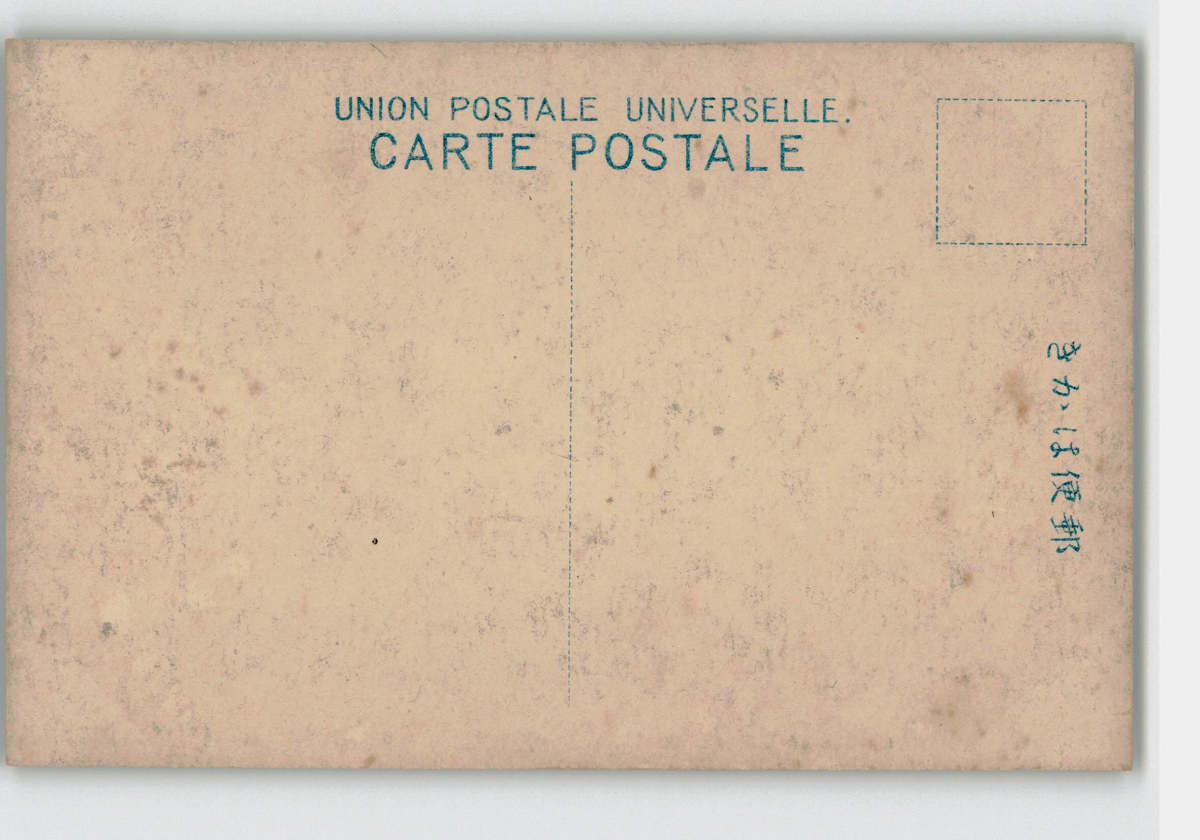 UNION POSTALE UNIVERSELLE.
CARTE POSTALE
きかは便郵